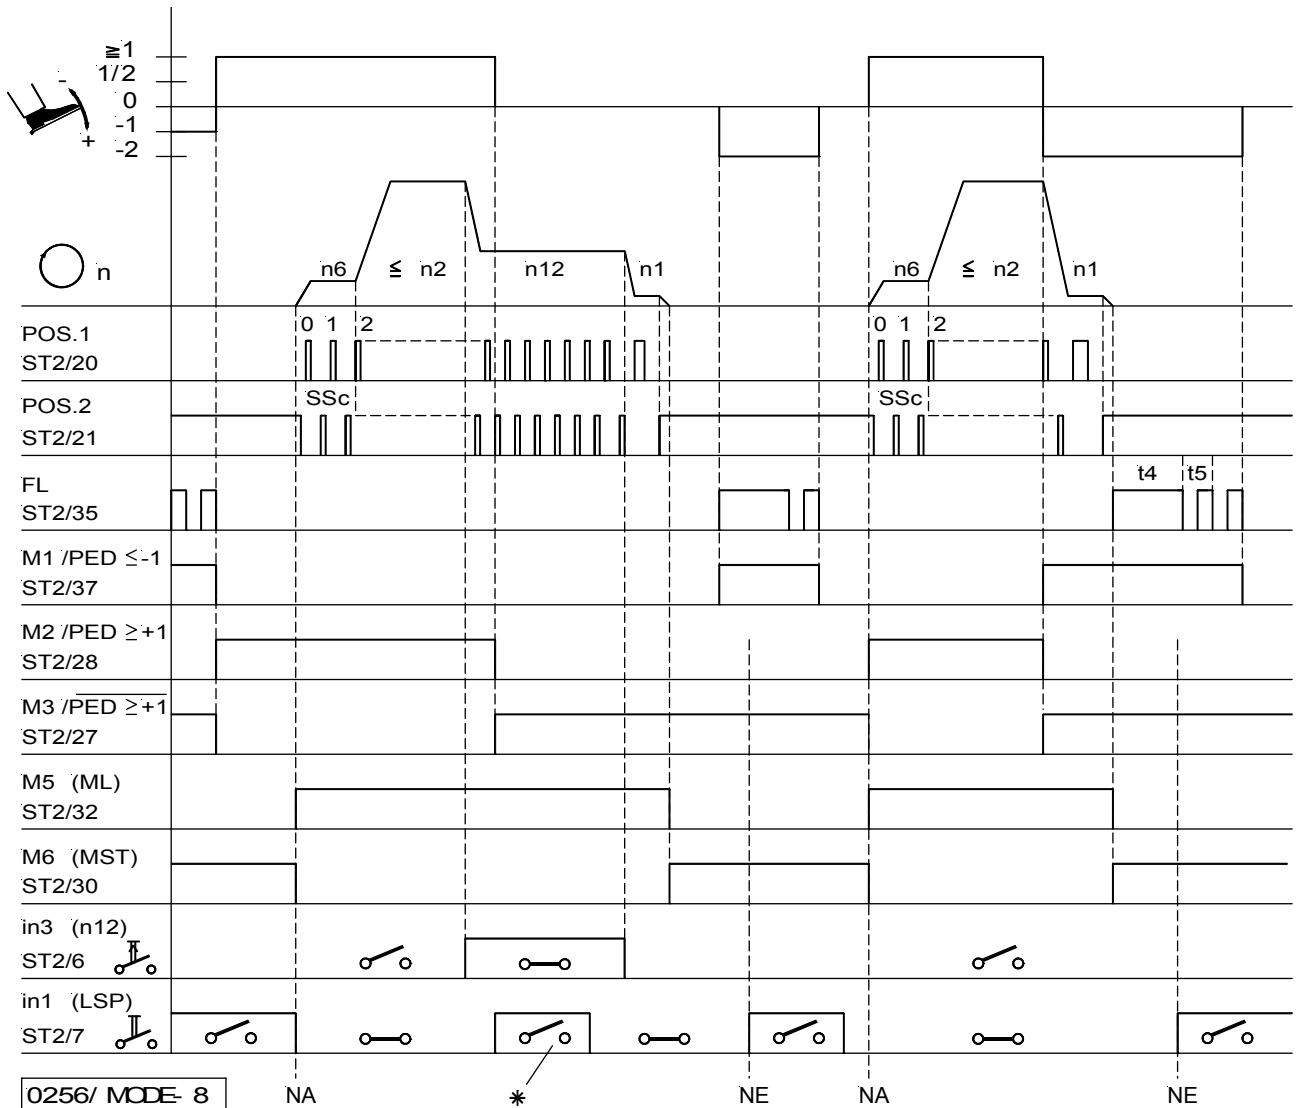 ≧1
1/2
0
-1
-2
-
+
n
n6 ≦ n2 n12 n1 n6 ≦ n2 n1
POS.1
ST2/20
0 1 2 0 1 2
POS.2
ST2/21
SSc SSc
FL
ST2/35
t4 t5
M1 /PED ≤-1
ST2/37
M2 /PED ≥+1
ST2/28
M3 /PED ≥+1
ST2/27
M5 (ML)
ST2/32
M6 (MST)
ST2/30
in3 (n12)
ST2/6
in1 (LSP)
ST2/7
0256/ MODE- 8
NA * NE NA NE